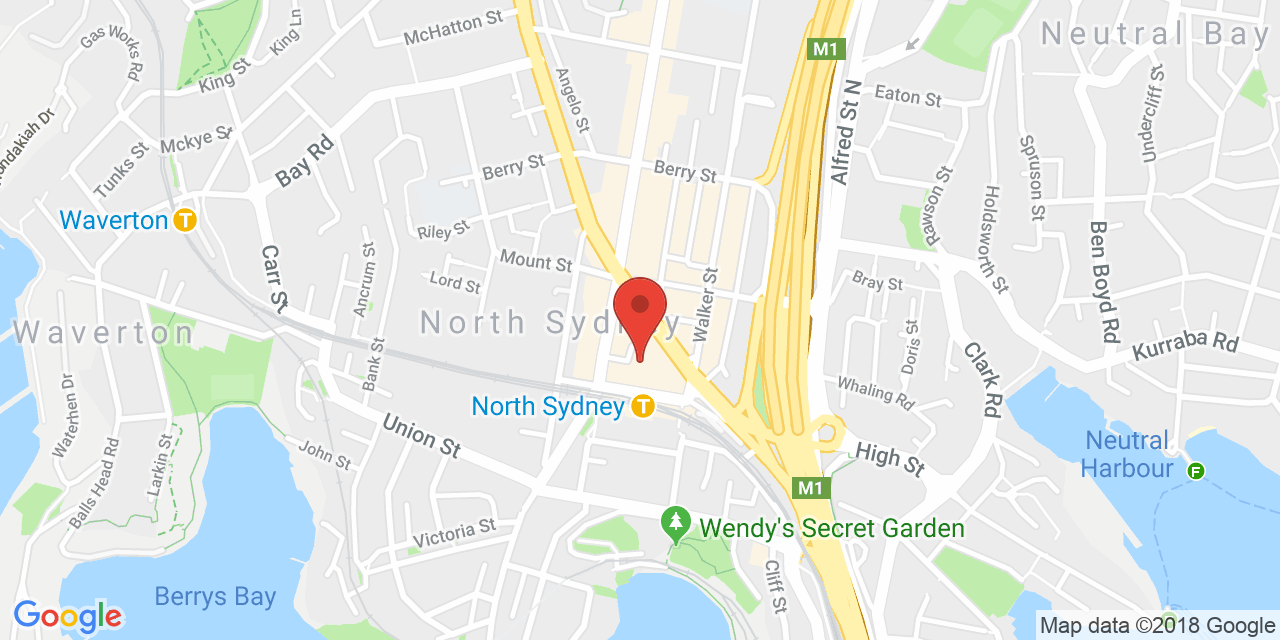 McHatton St
King Ln
Gas Works Rd
King St
M1
Neutral Bay
Eaton St
Alfred St N
Undercliff St
Angelo St
Mckye St
Tunks St
Bay Rd
Berry St
Berry St
Spruson St
Rawson St
Holdsworth St
Waverton
T
Riley St
Mount St
Lord St
Carr St
Ancrum St
Ben Boyd Rd
Bray St
Walker St
Waverton
North Sydney
Doris St
Kurraba Rd
Clark Rd
Bank St
Whaling Rd
North Sydney
T
Waterhen Dr
Union St
High St
Neutral
Harbour
F
John St
Larkin St
Balls Head Rd
M1
Victoria St
Wendy's Secret Garden
Cliff St
Berrys Bay
Google
Map data ©2018 Google